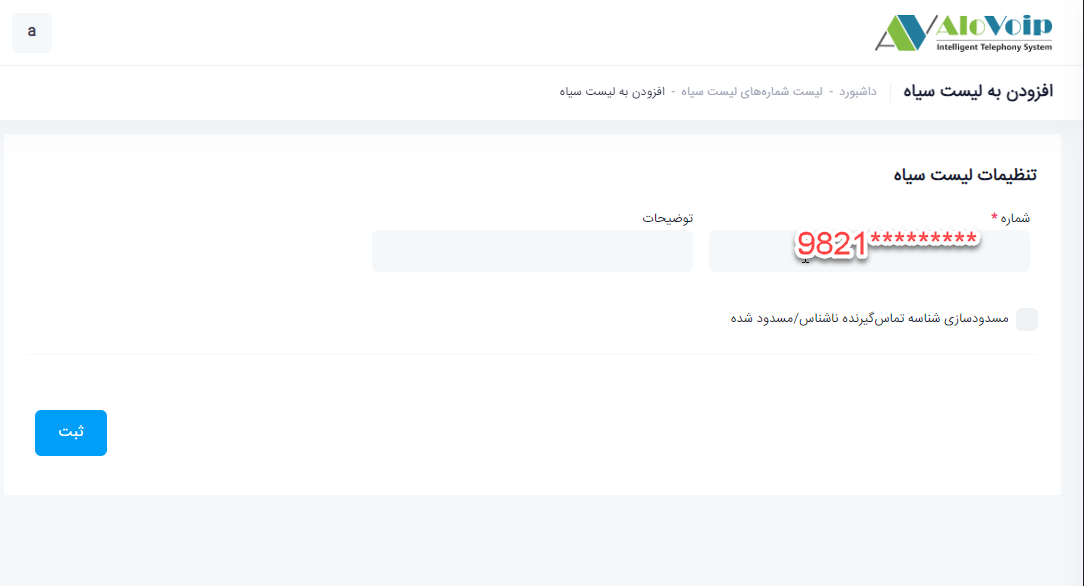 a
AloVoip
Intelligent Telephony System
افزودن به لیست سیاه
داشبورد - لیست شماره‌های لیست سیاه - افزودن به لیست سیاه
تنظیمات لیست سیاه
شماره *
9821*********
توضیحات
مسدودسازی شناسه تماس‌گیرنده ناشناس/مسدود شده
ثبت